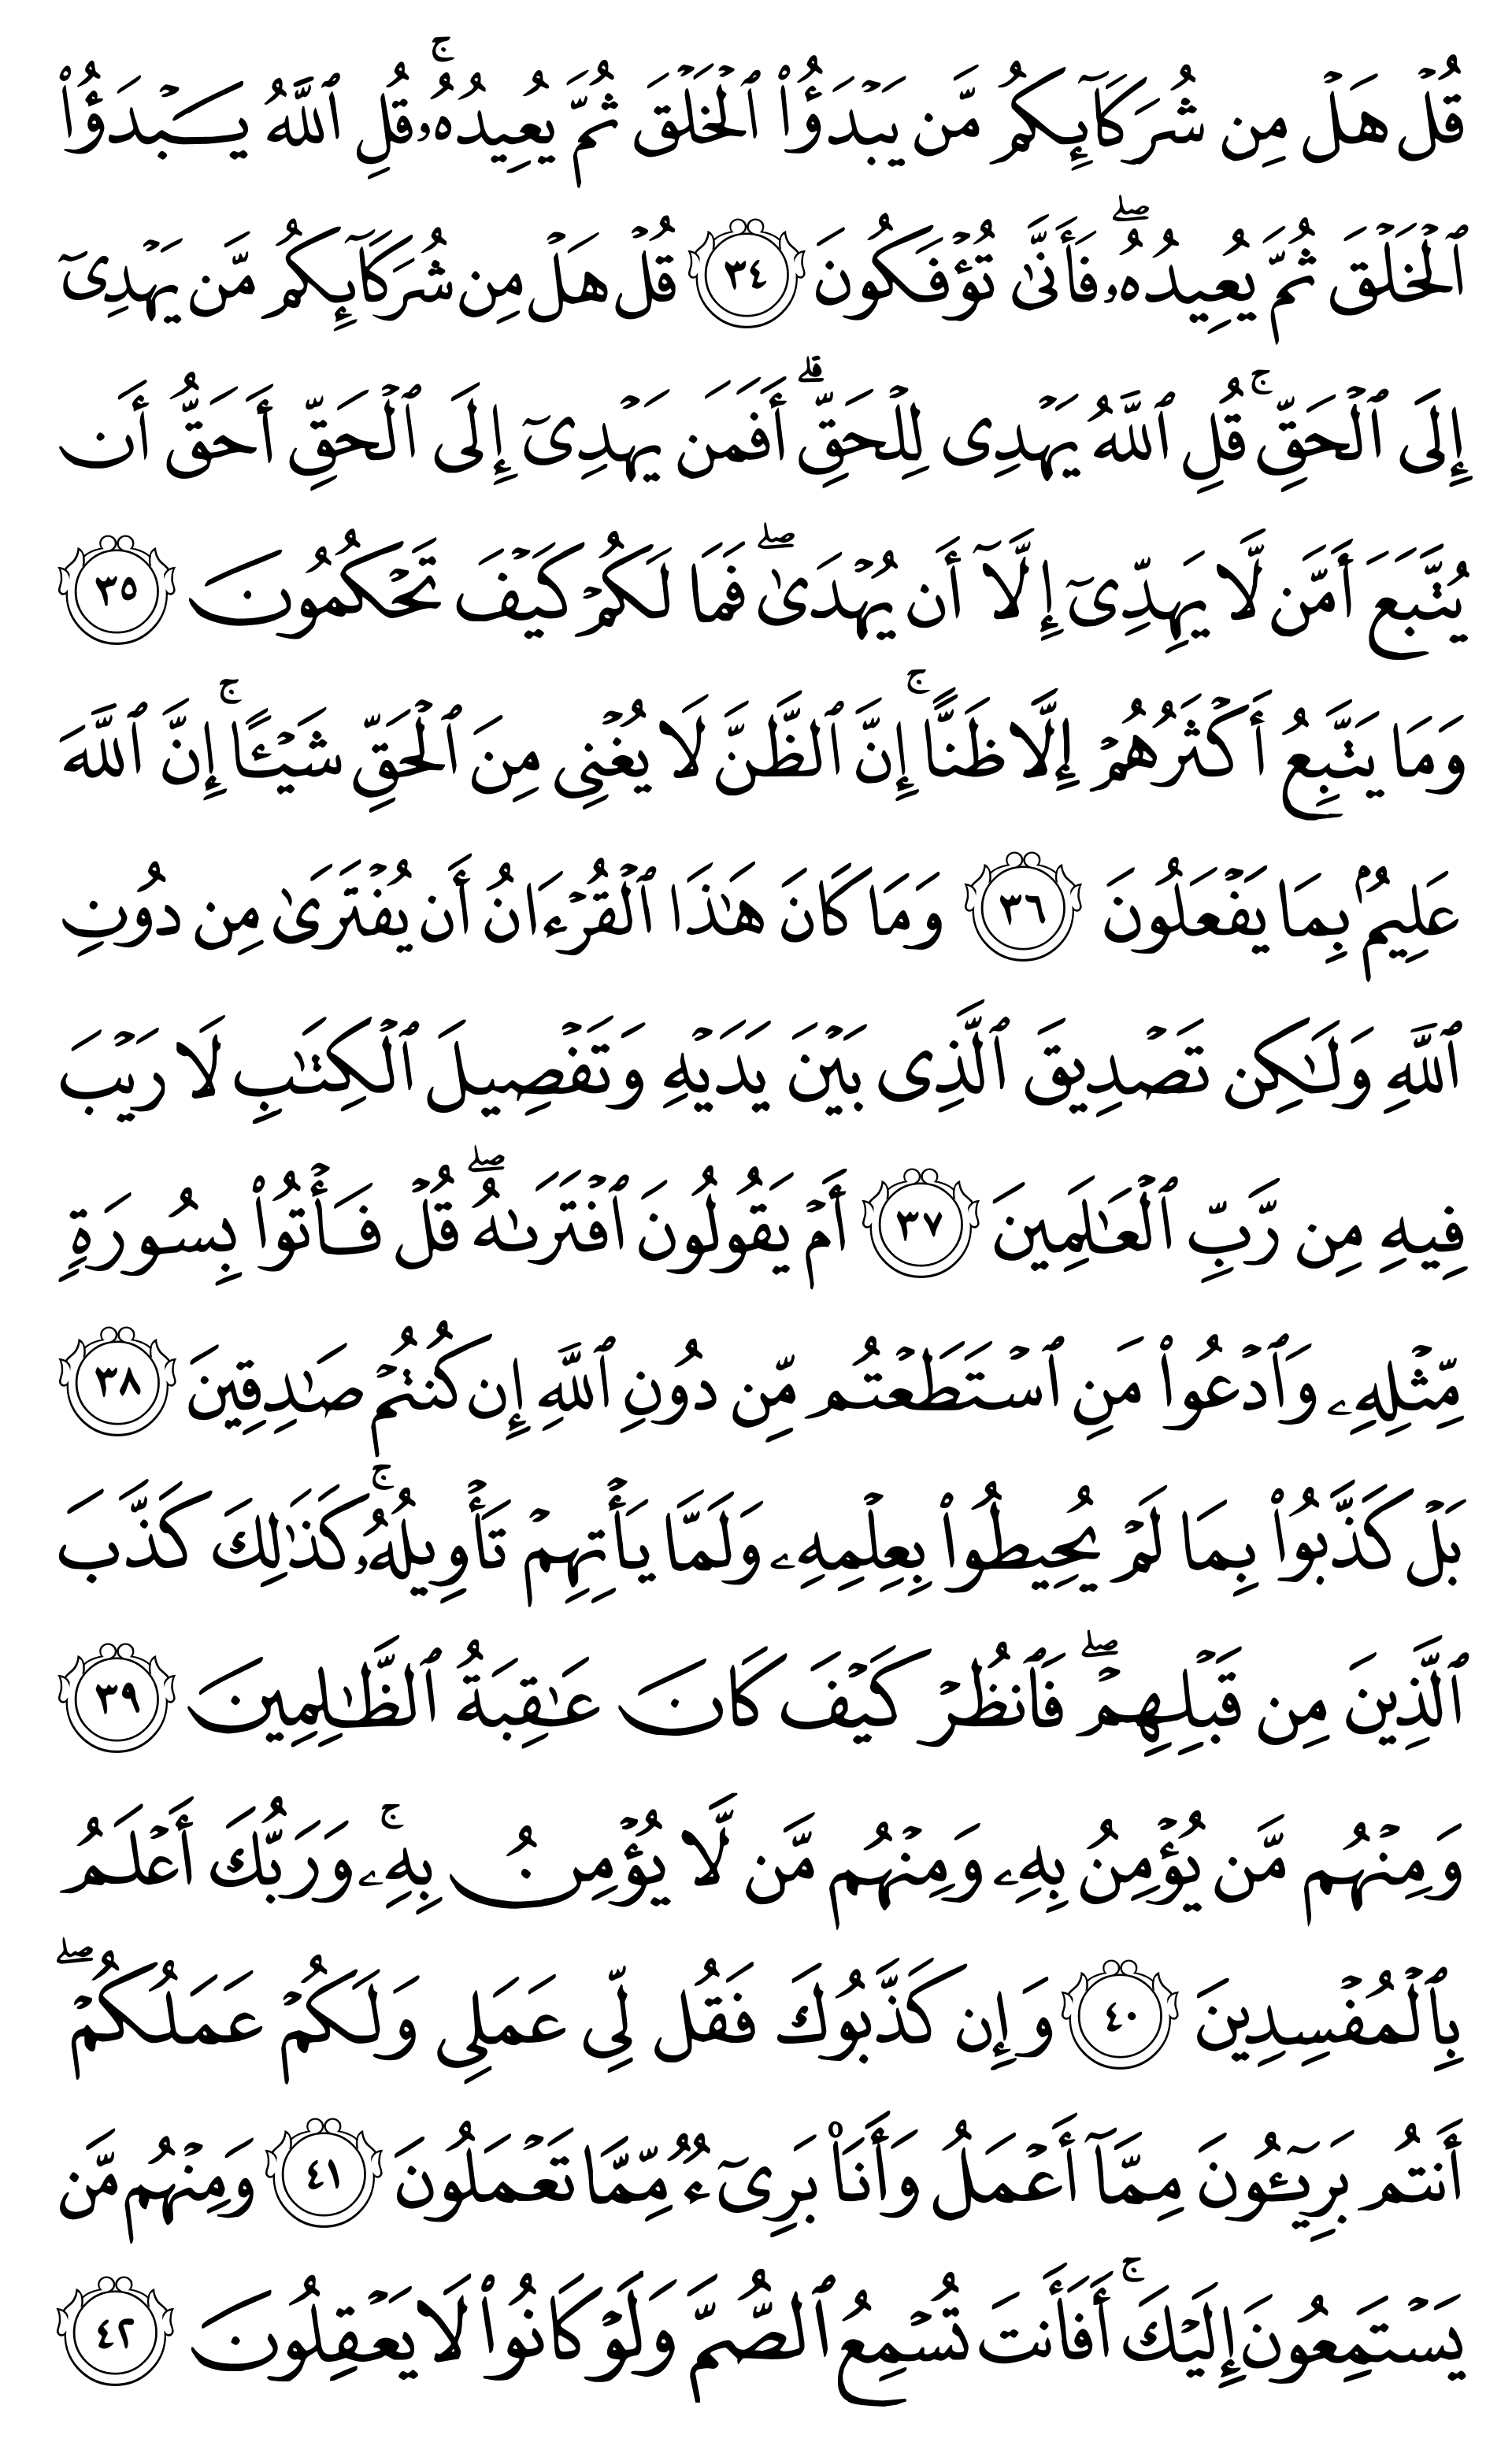 قُلۡ هَلۡ مِن شُرَكَآئِكُم مَّن يَبۡدَؤُاْ ٱلۡخَلۡقَ ثُمَّ يُعِيدُهُۥۚ قُلِ ٱللَّهُ يَبۡدَؤُاْ
ٱلۡخَلۡقَ ثُمَّ يُعِيدُهُۥۖ فَأَنَّىٰ تُؤۡفَكُونَ ٣٤ قُلۡ هَلۡ مِن شُرَكَآئِكُم مَّن يَهۡدِيٓ
إِلَى ٱلۡحَقِّۚ قُلِ ٱللَّهُ يَهۡدِي لِلۡحَقِّۗ أَفَمَن يَهۡدِيٓ إِلَى ٱلۡحَقِّ أَحَقُّ أَن
يُتَّبَعَ أَمَّن لَّا يَهِدِّيٓ إِلَّآ أَن يُهۡدَىٰۖ فَمَا لَكُمۡ كَيۡفَ تَحۡكُمُونَ ٣٥
وَمَا يَتَّبِعُ أَكۡثَرُهُمۡ إِلَّا ظَنًّاۚ إِنَّ ٱلظَّنَّ لَا يُغۡنِي مِنَ ٱلۡحَقِّ شَيۡـًٔاۚ إِنَّ ٱللَّهَ
عَلِيمُۢ بِمَا يَفۡعَلُونَ ٣٦ وَمَا كَانَ هَٰذَا ٱلۡقُرۡءَانُ أَن يُفۡتَرَىٰ مِن دُونِ
ٱللَّهِ وَلَٰكِن تَصۡدِيقَ ٱلَّذِي بَيۡنَ يَدَيۡهِ وَتَفۡصِيلَ ٱلۡكِتَٰبِ لَا رَيۡبَ
فِيهِ مِن رَّبِّ ٱلۡعَٰلَمِينَ ٣٧ أَمۡ يَقُولُونَ ٱفۡتَرَىٰهُۖ قُلۡ فَأۡتُواْ بِسُورَةٖ
مِّثۡلِهِۦ وَٱدۡعُواْ مَنِ ٱسۡتَطَعۡتُم مِّن دُونِ ٱللَّهِ إِن كُنتُمۡ صَٰدِقِينَ ٣٨
بَلۡ كَذَّبُواْ بِمَا لَمۡ يُحِيطُواْ بِعِلۡمِهِۦ وَلَمَّا يَأۡتِهِمۡ تَأۡوِيلُهُۥۚ كَذَٰلِكَ كَذَّبَ
ٱلَّذِينَ مِن قَبۡلِهِمۡۖ فَٱنظُرۡ كَيۡفَ كَانَ عَٰقِبَةُ ٱلظَّٰلِمِينَ ٣٩
وَمِنۡهُم مَّن يُؤۡمِنُ بِهِۦ وَمِنۡهُم مَّن لَّا يُؤۡمِنُ بِهِۦۚ وَرَبُّكَ أَعۡلَمُ
بِٱلۡمُفۡسِدِينَ ٤٠ وَإِن كَذَّبُوكَ فَقُل لِّي عَمَلِي وَلَكُمۡ عَمَلُكُمۡۖ
أَنتُم بَرِيٓـُٔونَ مِمَّآ أَعۡمَلُ وَأَنَا۠ بَرِيٓءٞ مِّمَّا تَعۡمَلُونَ ٤١ وَمِنۡهُم مَّن
يَسۡتَمِعُونَ إِلَيۡكَۚ أَفَأَنتَ تُسۡمِعُ ٱلصُّمَّ وَلَوۡ كَانُواْ لَا يَعۡقِلُونَ ٤٢